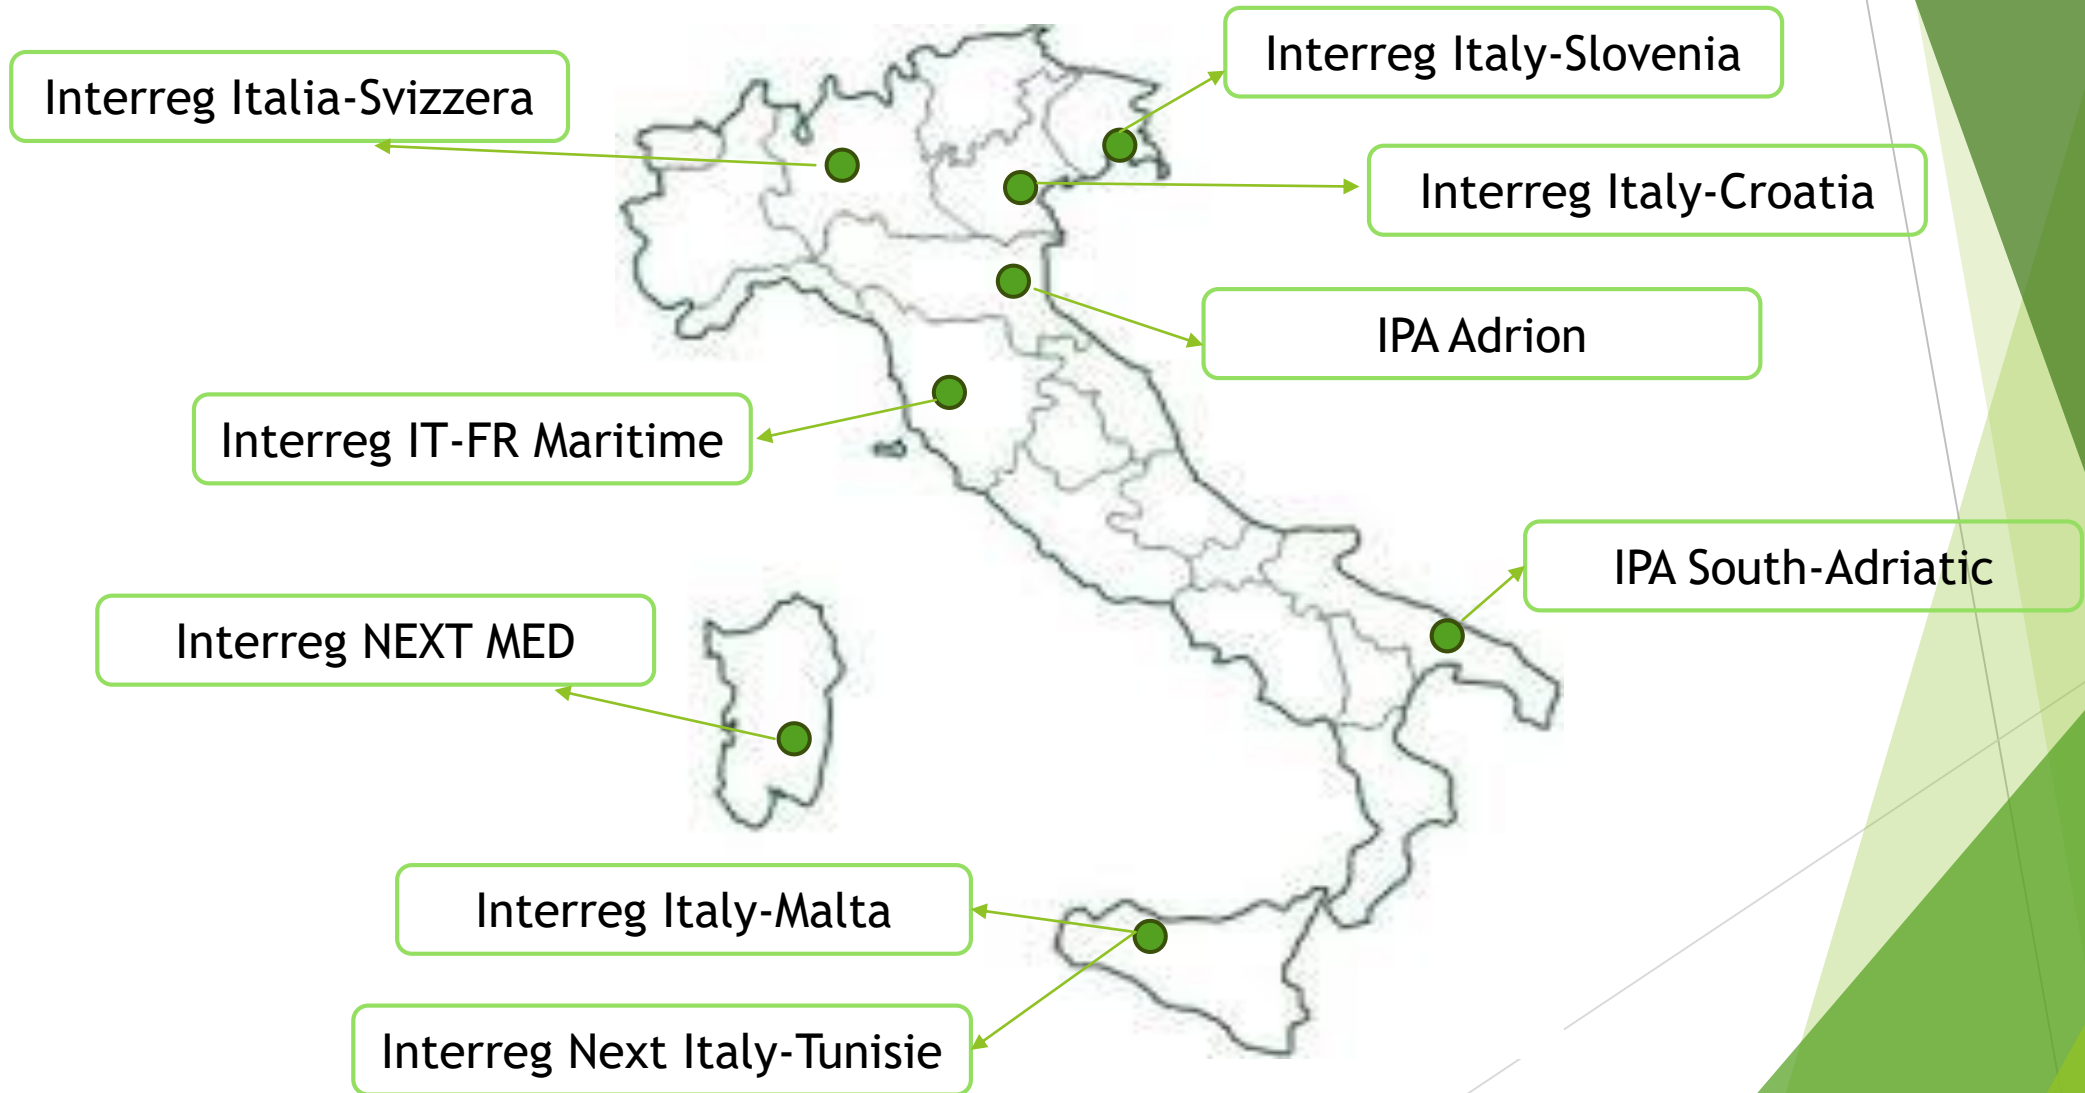 Interreg Italy-Slovenia
Interreg Italia-Svizzera
Interreg Italy-Croatia
IPA Adrion
Interreg IT-FR Maritime
IPA South-Adriatic
Interreg NEXT MED
Interreg Italy-Malta
Interreg Next Italy-Tunisie